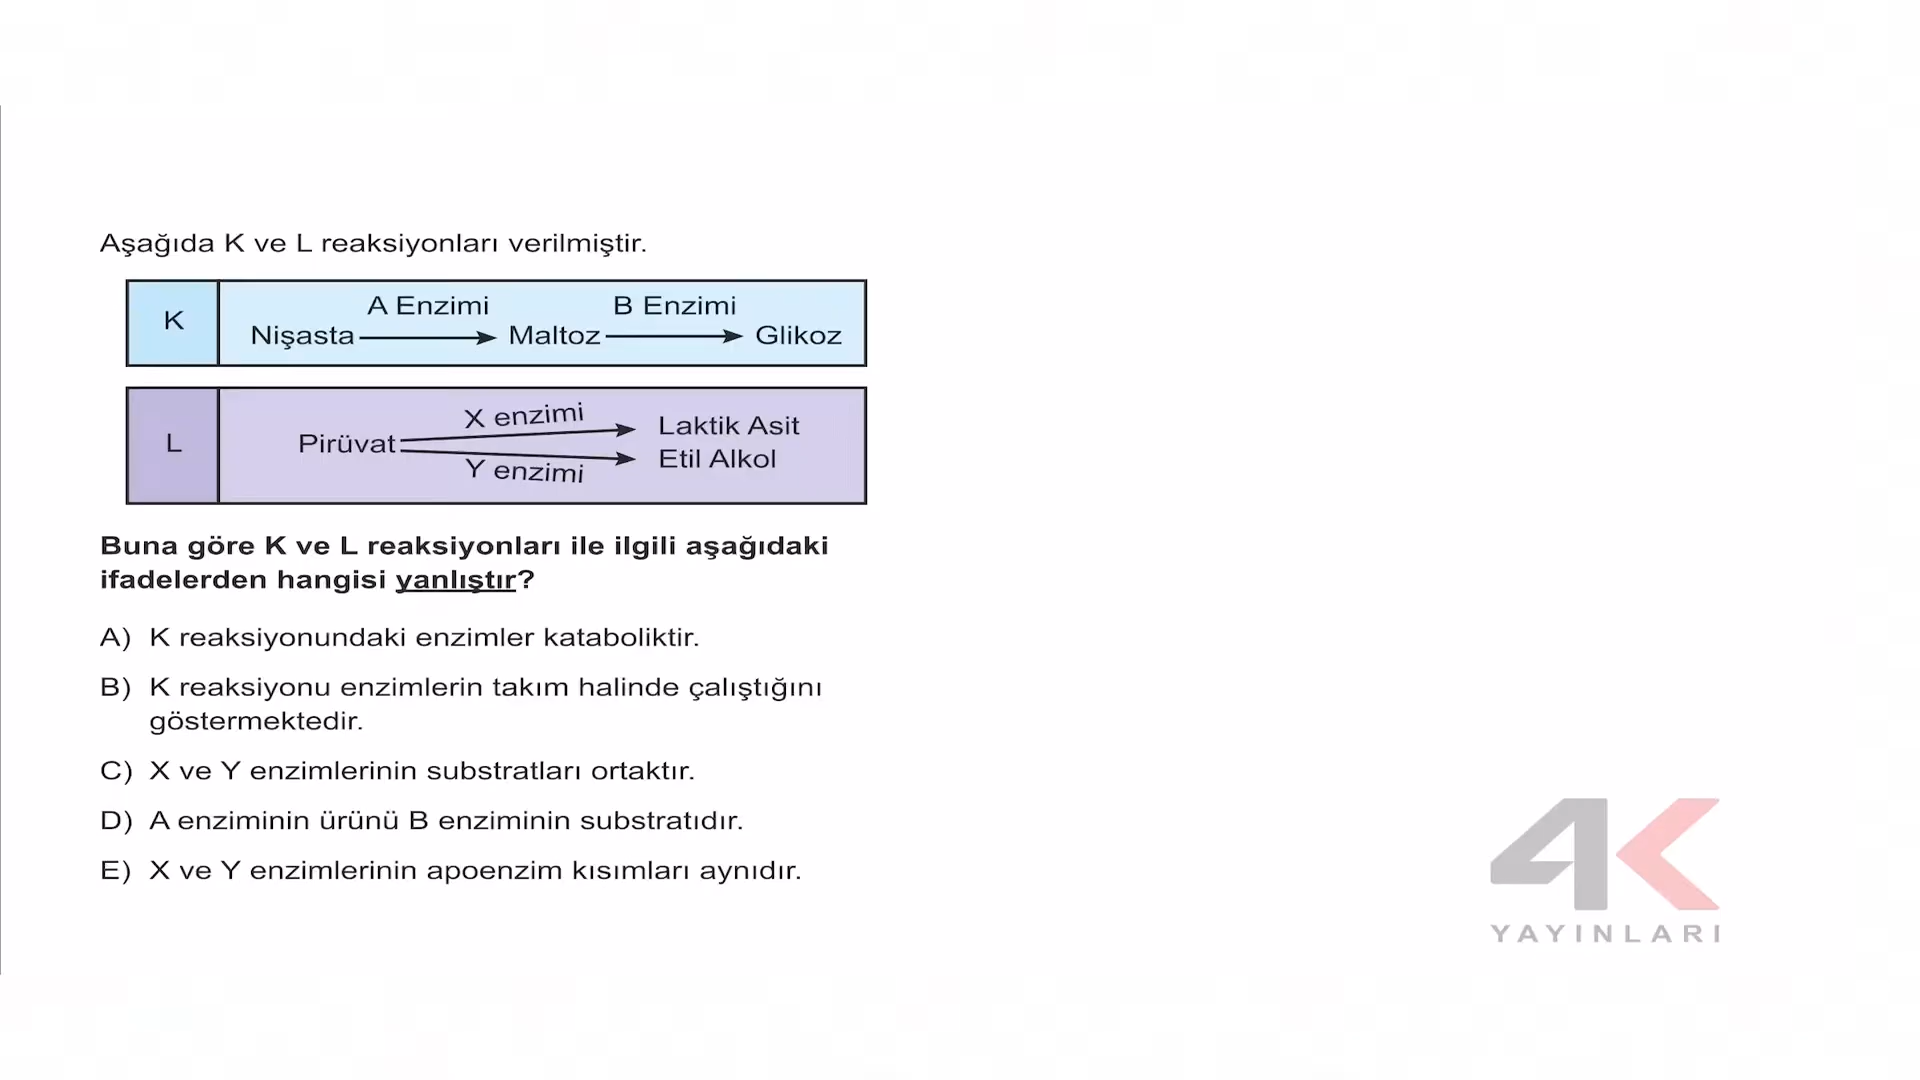 Aşağıda K ve L reaksiyonları verilmiştir.
K
A Enzimi B Enzimi
Nişasta Maltoz Glikoz
L
X enzimi
Pirüvat
Y enzimi
Laktik Asit
Etil Alkol
Buna göre K ve L reaksiyonları ile ilgili aşağıdaki
ifadelerden hangisi yanlıştır?
A) K reaksiyonundaki enzimler kataboliktir.
B) K reaksiyonu enzimlerin takım halinde çalıştığını
göstermektedir.
C) X ve Y enzimlerinin substratları ortaktır.
D) A enziminin ürünü B enziminin substratıdır.
E) X ve Y enzimlerinin apoenzim kısımları aynıdır.
4K
YAYINLARI